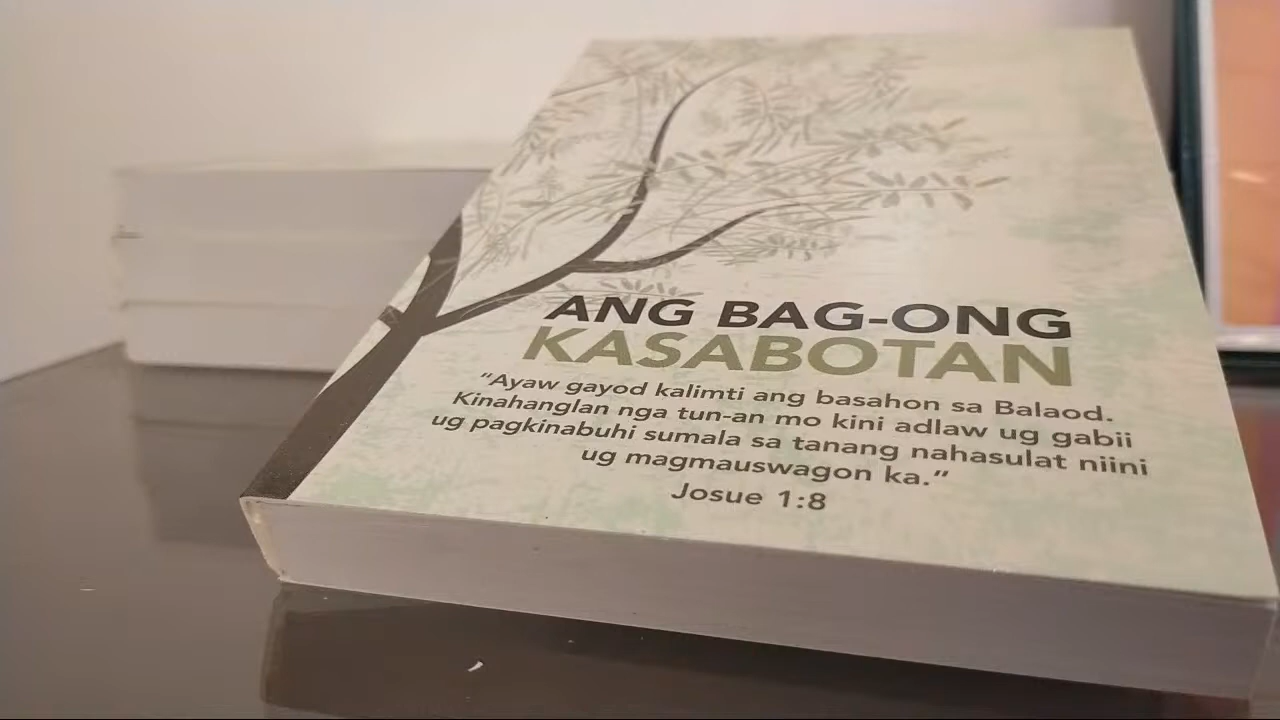 ANG BAG-ONG
KASABOTAN
"Ayaw gayod kalimti ang basahon sa Balaod.
Kinahanglan nga tun-an mo kini adlaw ug gabii
ug pagkinabuhi sumala sa tanang nahasulat niini
ug magmauswagon ka."
Josue 1:8